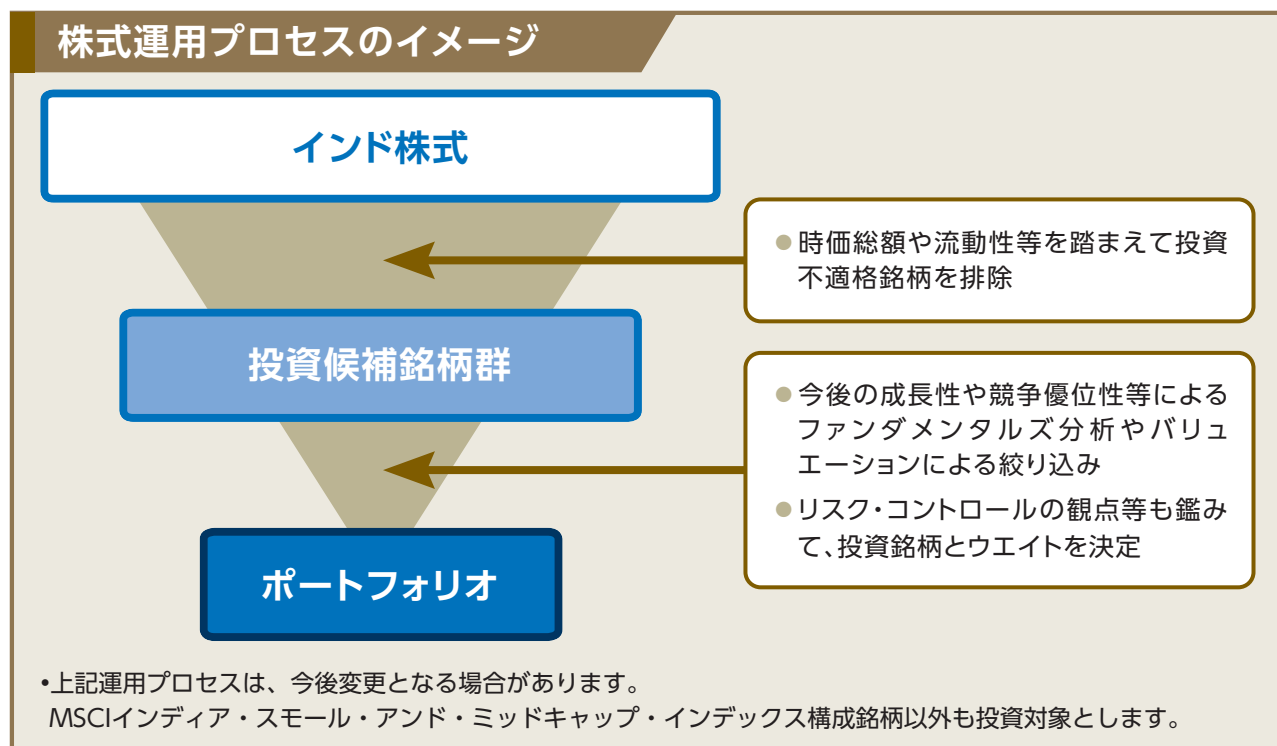 株式運用プロセスのイメージ
インド株式
●時価総額や流動性等を踏まえて投資
不適格銘柄を排除
投資候補銘柄群
●今後の成長性や競争優位性等による
ファンダメンタルズ分析やバリュ
エーションによる絞り込み
●リスク・コントロールの観点等も鑑み
て、投資銘柄とウエイトを決定
ポートフォリオ
•上記運用プロセスは、今後変更となる場合があります。
MSCIインディア・スモール・アンド・ミッドキャップ・インデックス構成銘柄以外も投資対象とします。